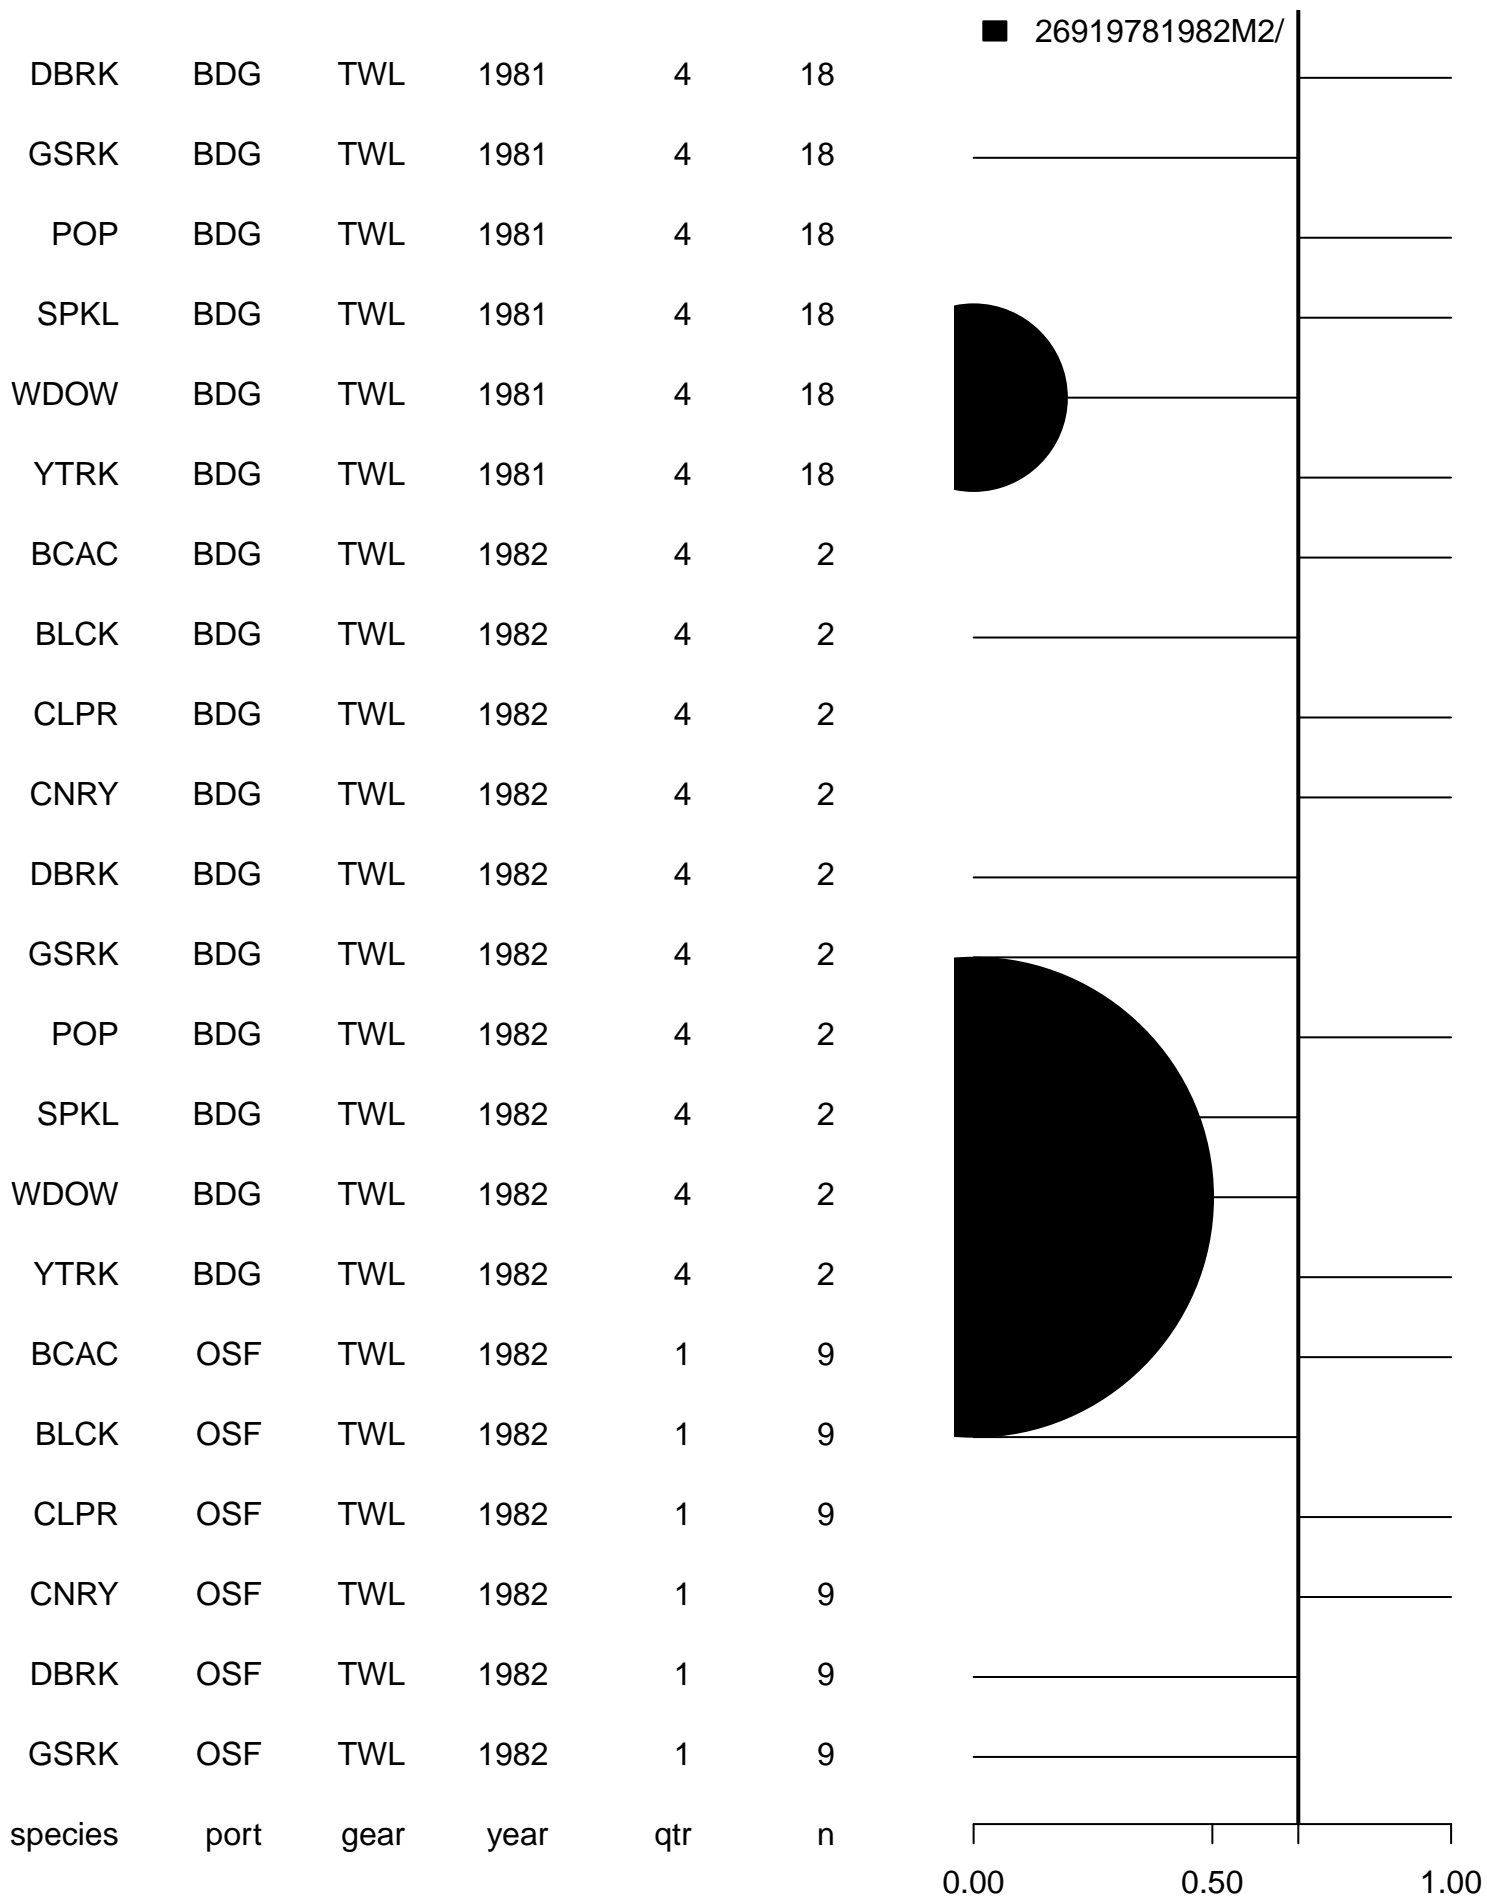 26919781982M2/
DBRK BDG TWL 1981 4 18
GSRK BDG TWL 1981 4 18
POP BDG TWL 1981 4 18
SPKL BDG TWL 1981 4 18
WDOW BDG TWL 1981 4 18
YTRK BDG TWL 1981 4 18
BCAC BDG TWL 1982 4 2
BLCK BDG TWL 1982 4 2
CLPR BDG TWL 1982 4 2
CNRY BDG TWL 1982 4 2
DBRK BDG TWL 1982 4 2
GSRK BDG TWL 1982 4 2
POP BDG TWL 1982 4 2
SPKL BDG TWL 1982 4 2
WDOW BDG TWL 1982 4 2
YTRK BDG TWL 1982 4 2
BCAC OSF TWL 1982 1 9
BLCK OSF TWL 1982 1 9
CLPR OSF TWL 1982 1 9
CNRY OSF TWL 1982 1 9
DBRK OSF TWL 1982 1 9
GSRK OSF TWL 1982 1 9
species port gear year qtr n
0.00 0.50 1.00